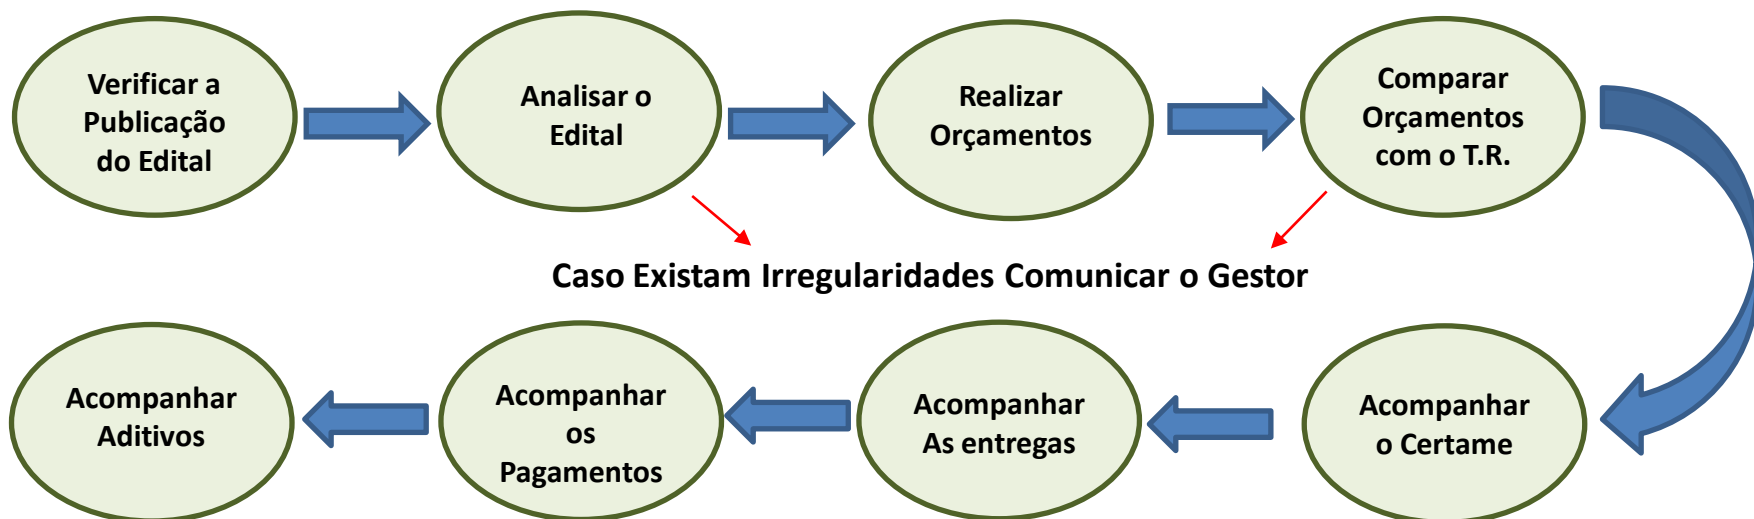 Verificar a
Publicação
do Edital
Analisar o
Edital
Realizar
Orçamentos
Comparar
Orçamentos
com o T.R.
Caso Existam Irregularidades Comunicar o Gestor
Acompanhar
Aditivos
Acompanhar
os
Pagamentos
Acompanhar
As entregas
Acompanhar
o Certame